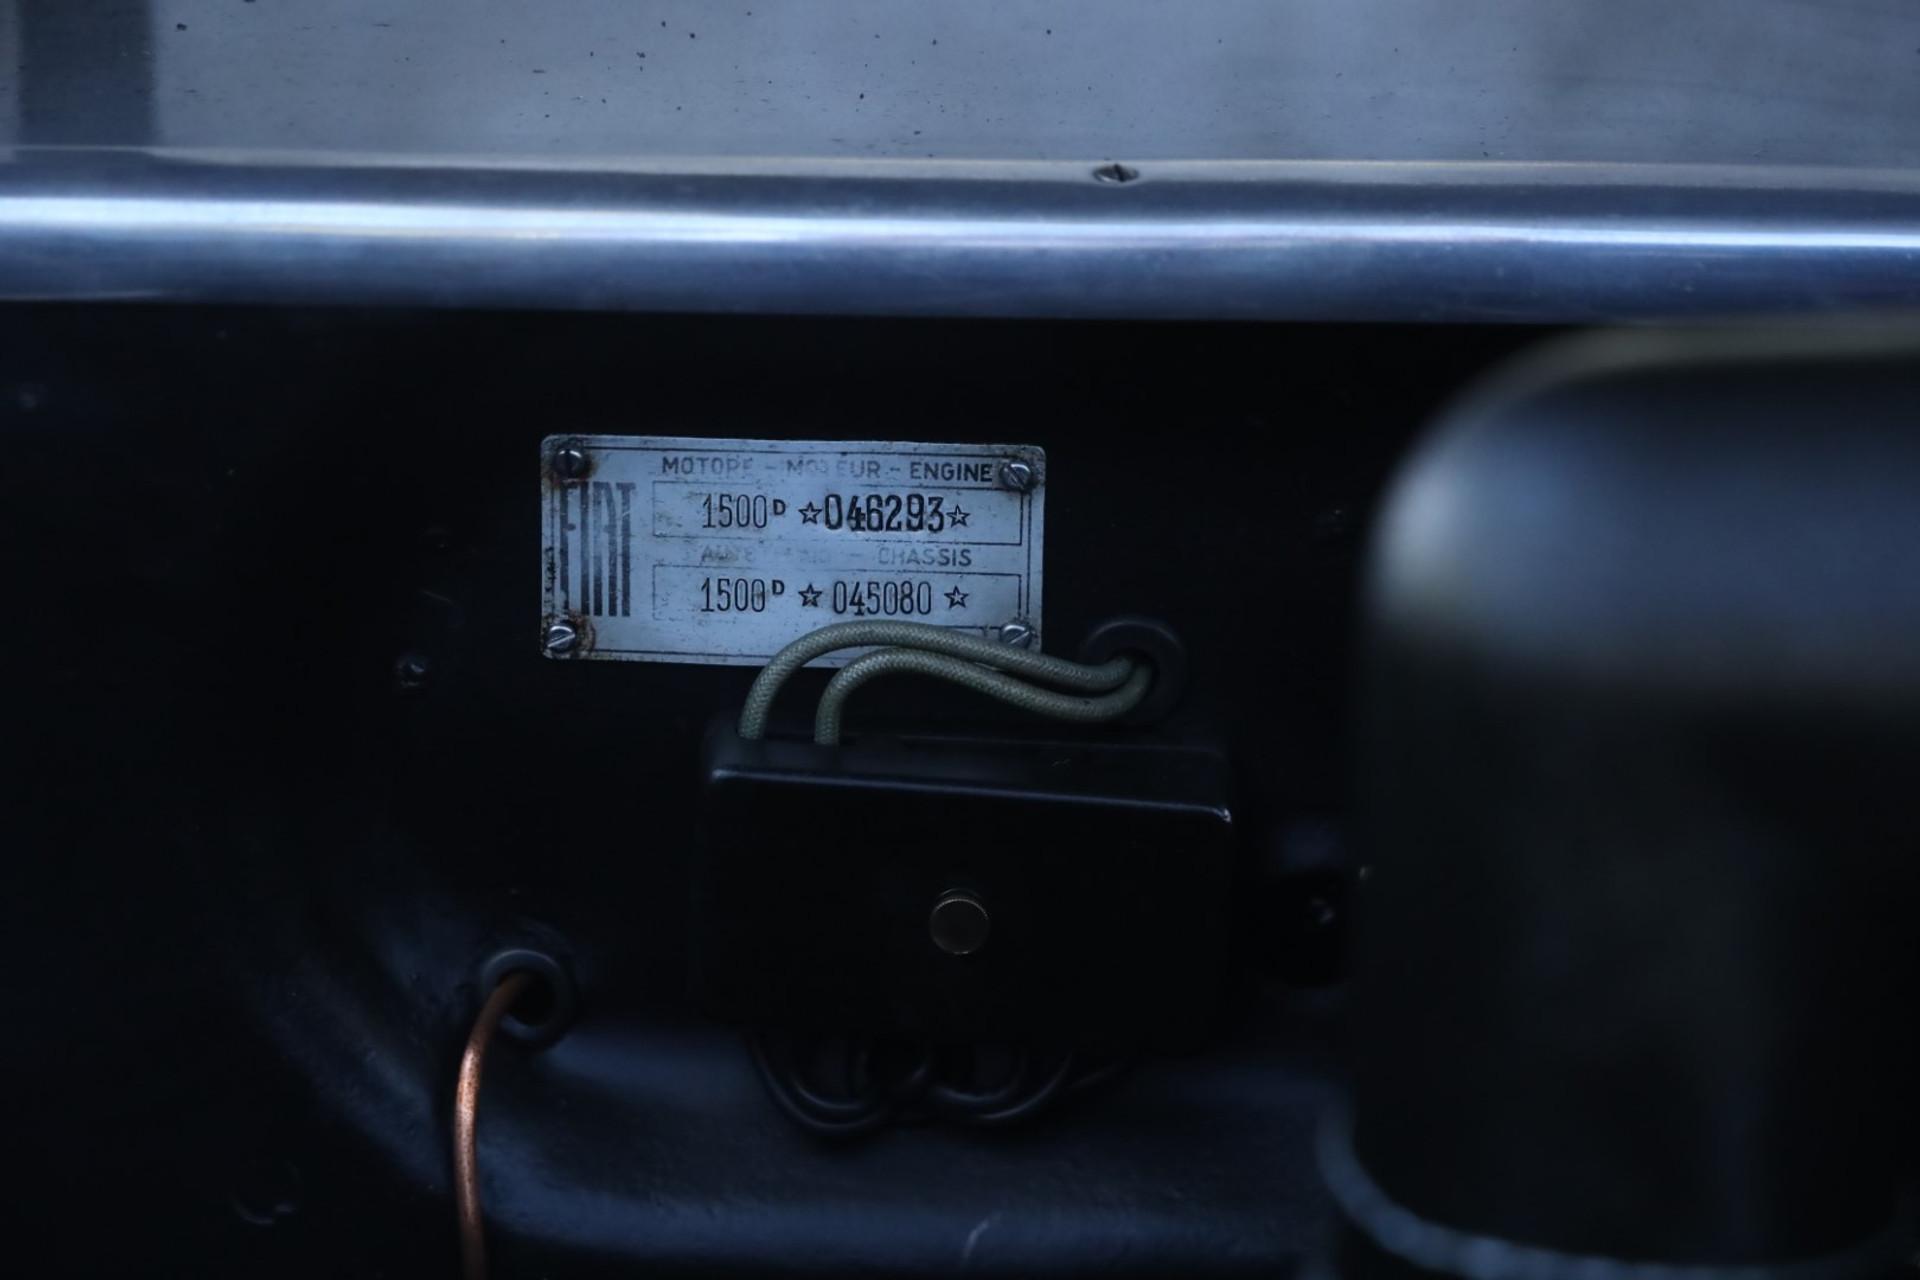 FIAT
MOTORE - MOTEUR - ENGINE
1500D ☆046293☆
CHASSIS
1500D ☆ 045080 ☆